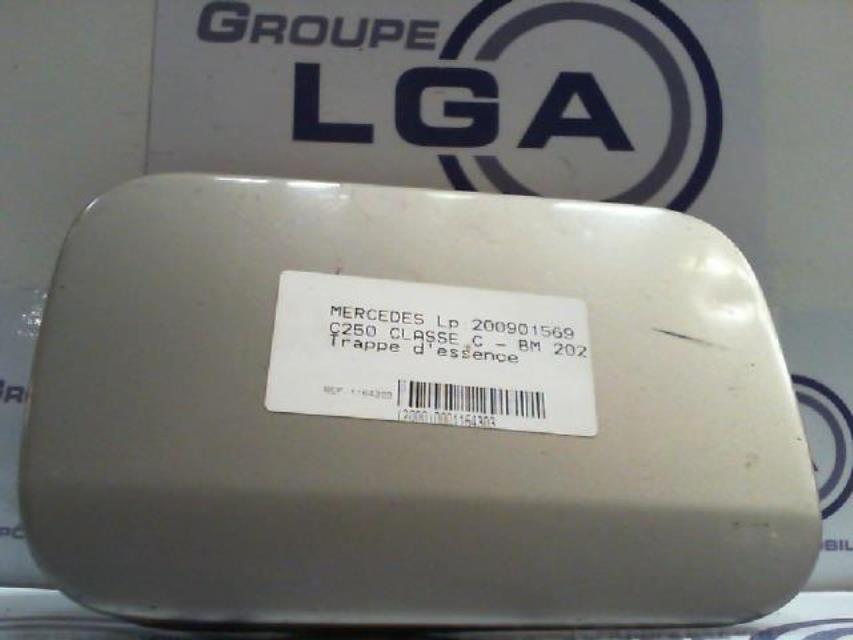 GROUPE
LGA
MERCEDES Lp 200901569
C250 CLASSE C - BM 202
Trappe d'essence
REF 1164303
(2000)0001164303